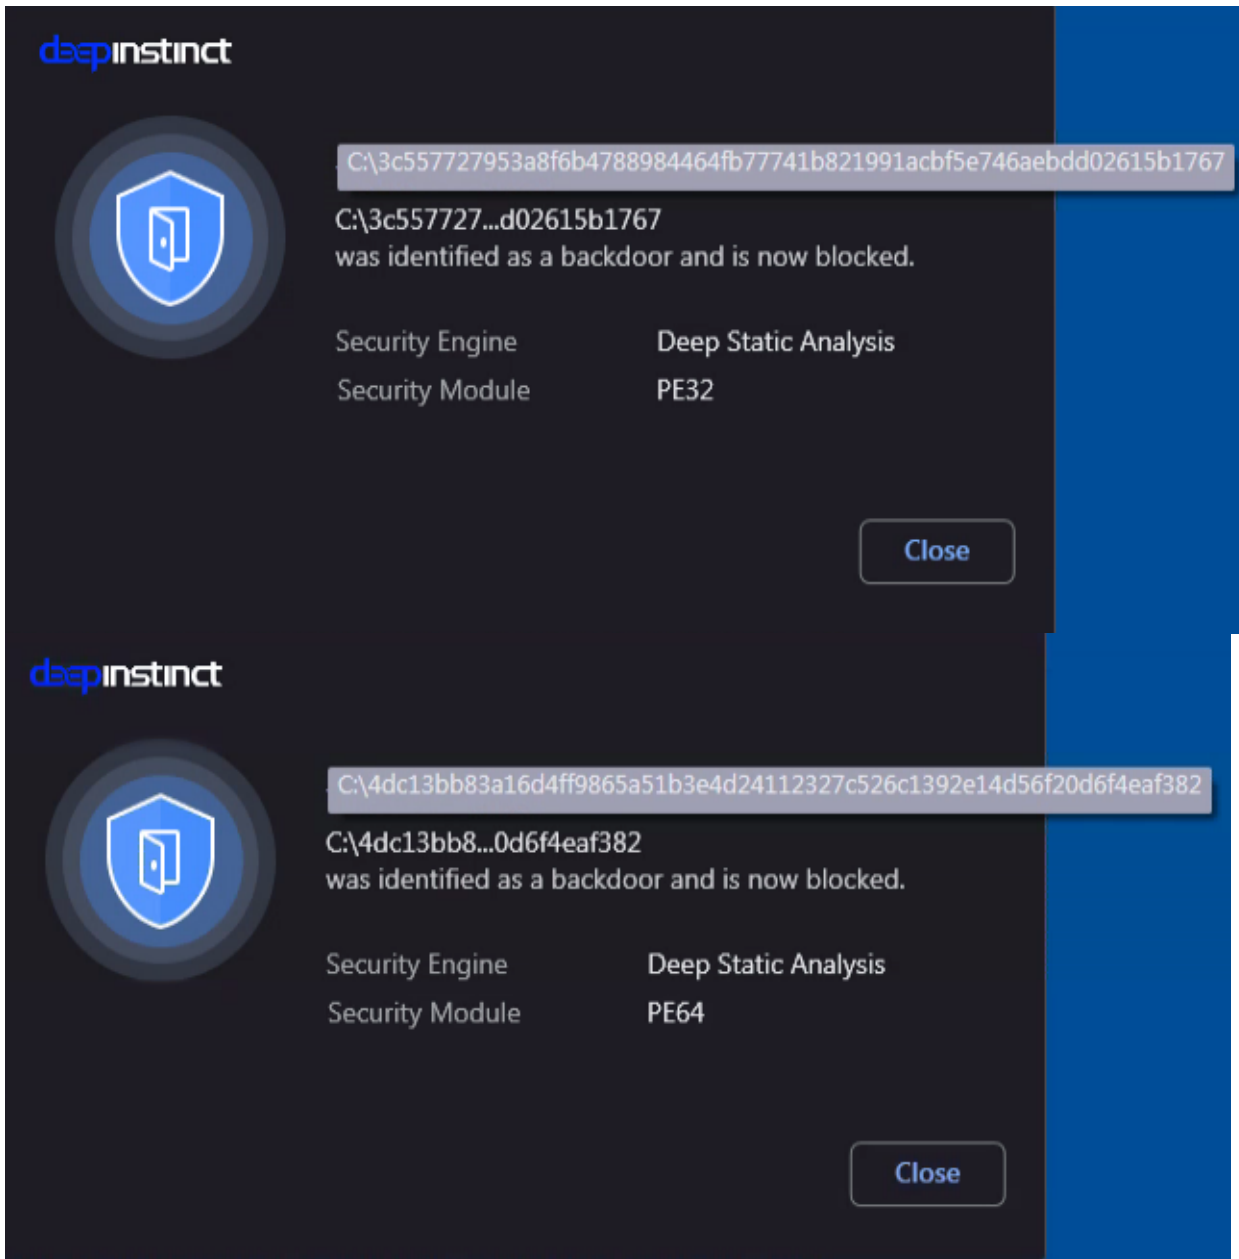 deepinstinct
C:\3c557727953a8f6b4788984464fb77741b821991acbf5e746aebdd02615b1767
C:\3c557727...d02615b1767
was identified as a backdoor and is now blocked.
Security Engine Deep Static Analysis
Security Module PE32
Close
deepinstinct
C:\4dc13bb83a16d4ff9865a51b3e4d24112327c526c1392e14d56f20d6f4eaf382
C:\4dc13bb8...0d6f4eaf382
was identified as a backdoor and is now blocked.
Security Engine Deep Static Analysis
Security Module PE64
Close